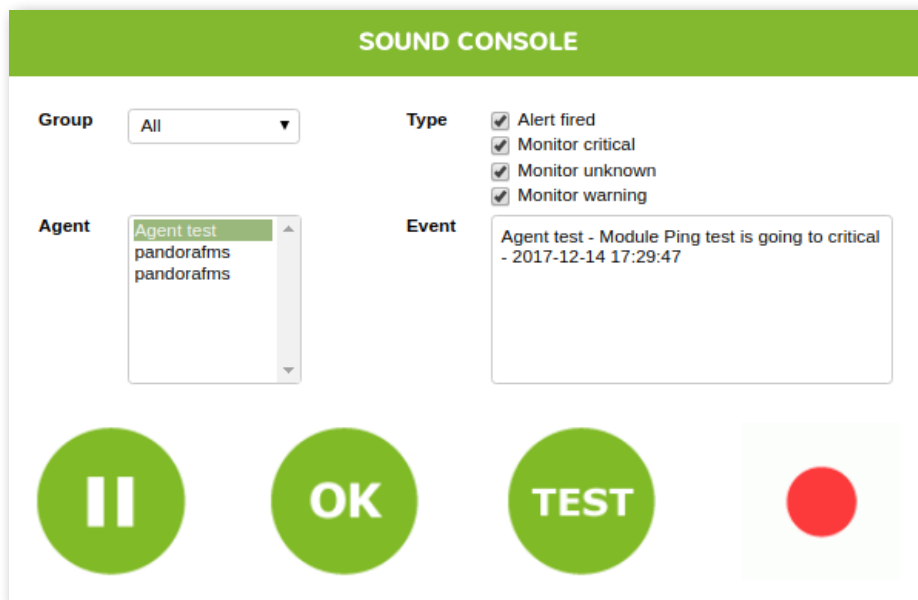 SOUND CONSOLE
Group
All
Type
Alert fired
Monitor critical
Monitor unknown
Monitor warning
Agent
Agent test
pandorafms
pandorafms
Event
Agent test - Module Ping test is going to critical
- 2017-12-14 17:29:47
OK
TEST